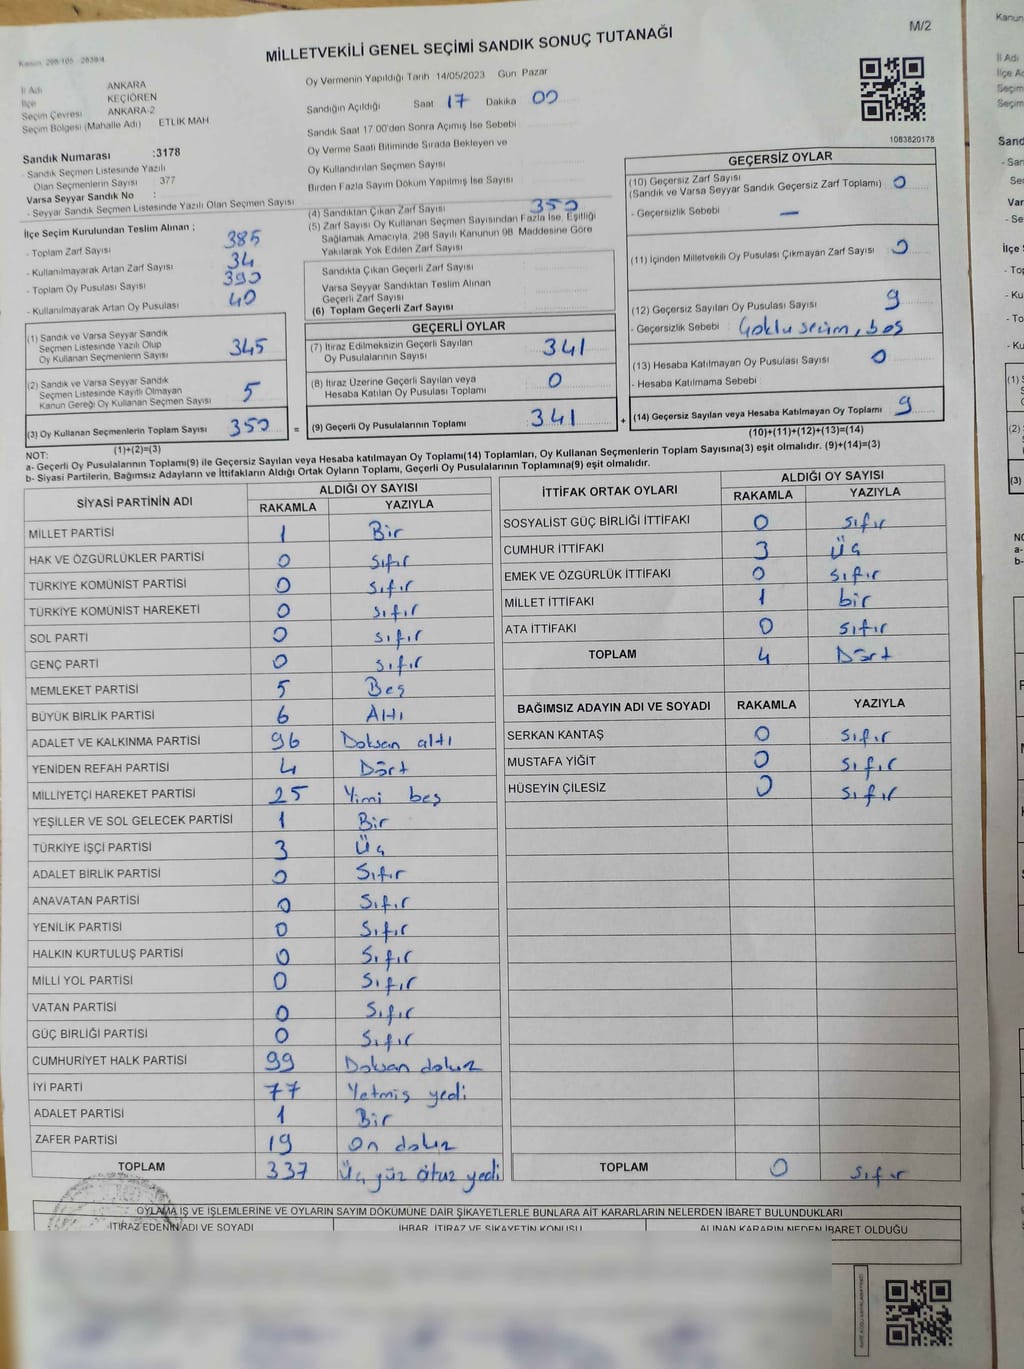 M/2
MİLLETVEKİLİ GENEL SEÇİMİ SANDIK SONUÇ TUTANAĞI
İl Adı ANKARA
İlçe KEÇİÖREN
Seçim Çevresi ANKARA-2
Seçim Bölgesi (Mahalle Adı) ETLİK MAH
Sandık Numarası :3178
- Sandık Seçmen Listesinde Yazılı
Olan Seçmenlerin Sayısı 377
Varsa Seyyar Sandık No :
- Seyyar Sandık Seçmen Listesinde Yazılı Olan Seçmen Sayısı
İlçe Seçim Kurulundan Teslim Alınan ;
- Toplam Zarf Sayısı 385
- Kullanılmayarak Artan Zarf Sayısı 34
- Toplam Oy Pusulası Sayısı 390
- Kullanılmayarak Artan Oy Pusulası 40
(1) Sandık ve Varsa Seyyar Sandık
Seçmen Listesinde Yazılı Olup
Oy Kullanan Seçmenlerin Sayısı 345
(2) Sandık ve Varsa Seyyar Sandık
Seçmen Listesinde Kayıtlı Olmayan
Kanun Gereği Oy Kullanan Seçmen Sayısı 5
(3) Oy Kullanan Seçmenlerin Toplam Sayısı 350 =
(1)+(2)=(3)
Oy Vermenin Yapıldığı Tarih 14/05/2023 Gün Pazar
Sandığın Açıldığı Saat 17 Dakika 00
Sandık Saat 17:00'den Sonra Açımış İse Sebebi
Oy Verme Saati Bitiminde Sırada Bekleyen ve
Oy Kullandırılan Seçmen Sayısı
Birden Fazla Sayım Döküm Yapılmış İse Sayısı
(4) Sandıktan Çıkan Zarf Sayısı 350
(5) Zarf Sayısı Oy Kullanan Seçmen Sayısından Fazla İse, Eşitliği
Sağlamak Amacıyla, 298 Sayılı Kanunun 98. Maddesine Göre
Yakılarak Yok Edilen Zarf Sayısı
Sandıkta Çıkan Geçerli Zarf Sayısı
Varsa Seyyar Sandıktan Teslim Alınan
Geçerli Zarf Sayısı
(6) Toplam Geçerli Zarf Sayısı
GEÇERLİ OYLAR
(7) İtiraz Edilmeksizin Geçerli Sayılan
Oy Pusulalarının Sayısı 341
(8) İtiraz Üzerine Geçerli Sayılan veya
Hesaba Katılan Oy Pusulası Toplamı 0
(9) Geçerli Oy Pusulalarının Toplamı 341 +
1083820178
GEÇERSİZ OYLAR
(10) Geçersiz Zarf Sayısı
(Sandık ve Varsa Seyyar Sandık Geçersiz Zarf Toplamı) 0
- Geçersizlik Sebebi —
(11) İçinden Milletvekili Oy Pusulası Çıkmayan Zarf Sayısı 0
(12) Geçersiz Sayılan Oy Pusulası Sayısı 9
- Geçersizlik Sebebi Çoklu seçim, boş
(13) Hesaba Katılmayan Oy Pusulası Sayısı 0
- Hesaba Katılmama Sebebi
(14) Geçersiz Sayılan veya Hesaba Katılmayan Oy Toplamı 9
(10)+(11)+(12)+(13)=(14)
NOT:
a- Geçerli Oy Pusulalarının Toplamı(9) ile Geçersiz Sayılan veya Hesaba katılmayan Oy Toplamı(14) Toplamları, Oy Kullanan Seçmenlerin Toplam Sayısına(3) eşit olmalıdır. (9)+(14)=(3)
b- Siyasi Partilerin, Bağımsız Adayların ve İttifakların Aldığı Ortak Oyların Toplamı, Geçerli Oy Pusulalarının Toplamına(9) eşit olmalıdır.
SİYASİ PARTİNİN ADI ALDIĞI OY SAYISI
RAKAMLA YAZIYLA
MİLLET PARTİSİ 1 Bir
HAK VE ÖZGÜRLÜKLER PARTİSİ 0 sıfır
TÜRKİYE KOMÜNİST PARTİSİ 0 sıfır
TÜRKİYE KOMÜNİST HAREKETİ 0 sıfır
SOL PARTİ 0 sıfır
GENÇ PARTİ 0 sıfır
MEMLEKET PARTİSİ 5 Beş
BÜYÜK BİRLİK PARTİSİ 6 Altı
ADALET VE KALKINMA PARTİSİ 96 Doksan altı
YENİDEN REFAH PARTİSİ 4 Dört
MİLLİYETÇİ HAREKET PARTİSİ 25 Yimi beş
YEŞİLLER VE SOL GELECEK PARTİSİ 1 Bir
TÜRKİYE İŞÇİ PARTİSİ 3 Üç
ADALET BİRLİK PARTİSİ 0 Sıfır
ANAVATAN PARTİSİ 0 Sıfır
YENİLİK PARTİSİ 0 Sıfır
HALKIN KURTULUŞ PARTİSİ 0 Sıfır
MİLLİ YOL PARTİSİ 0 Sıfır
VATAN PARTİSİ 0 Sıfır
GÜÇ BİRLİĞİ PARTİSİ 0 Sıfır
CUMHURİYET HALK PARTİSİ 99 Doksan dokuz
İYİ PARTİ 77 Yetmiş yedi
ADALET PARTİSİ 1 Bir
ZAFER PARTİSİ 19 On dokuz
TOPLAM 337 Üç yüz otuz yedi
İTTİFAK ORTAK OYLARI ALDIĞI OY SAYISI
RAKAMLA YAZIYLA
SOSYALİST GÜÇ BİRLİĞİ İTTİFAKI 0 sıfır
CUMHUR İTTİFAKI 3 Üç
EMEK VE ÖZGÜRLÜK İTTİFAKI 0 sıfır
MİLLET İTTİFAKI 1 bir
ATA İTTİFAKI 0 sıfır
TOPLAM 4 Dört
BAĞIMSIZ ADAYIN ADI VE SOYADI RAKAMLA YAZIYLA
SERKAN KANTAŞ 0 sıfır
MUSTAFA YİĞİT 0 sıfır
HÜSEYİN ÇİLESİZ 0 sıfır
TOPLAM 0 sıfır
OYLAMA İŞ VE İŞLEMLERİNE VE OYLARIN SAYIM DÖKÜMÜNE DAİR ŞİKAYETLERLE BUNLARA AİT KARARLARIN NELERDEN İBARET BULUNDUKLARI
İTİRAZ EDENİN ADI VE SOYADI İHBAR, İTİRAZ VE ŞİKAYETİN KONUSU ALINAN KARARIN NEDEN İBARET OLDUĞU